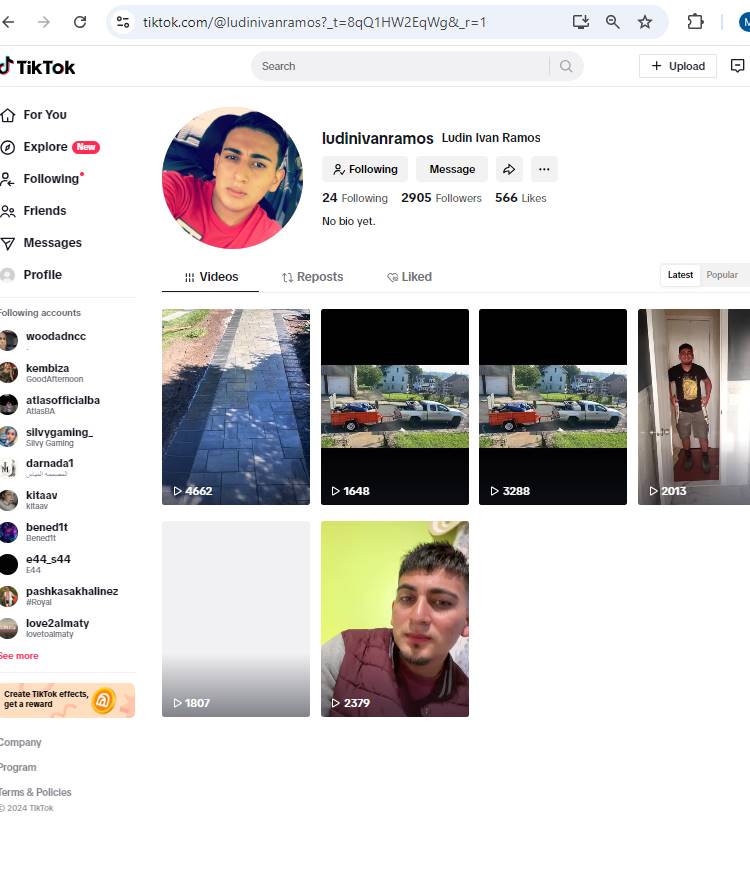 tiktok.com/@ludinivanramos?_t=8qQ1HW2EqWg&_r=1
TikTok
Search
Upload
For You
Explore New
Following
Friends
Messages
Profile
Following accounts
woodadncc
kembiza
GoodAfternoon
atlasofficialba
AtlasBA
silvygaming_
Silvy Gaming
darnada1
kitaav
kitaav
bened1t
Bened1t
e44_s44
E44
pashkasakhalinez
#Royal
love2almaty
lovetoalmaty
See more
Create TikTok effects,
get a reward
Company
Program
Terms & Policies
© 2024 TikTok
ludinivanramos Ludin Ivan Ramos
Following Message
24 Following 2905 Followers 566 Likes
No bio yet.
Videos Reposts Liked
Latest Popular
4662 1648 3288 2013
1807 2379